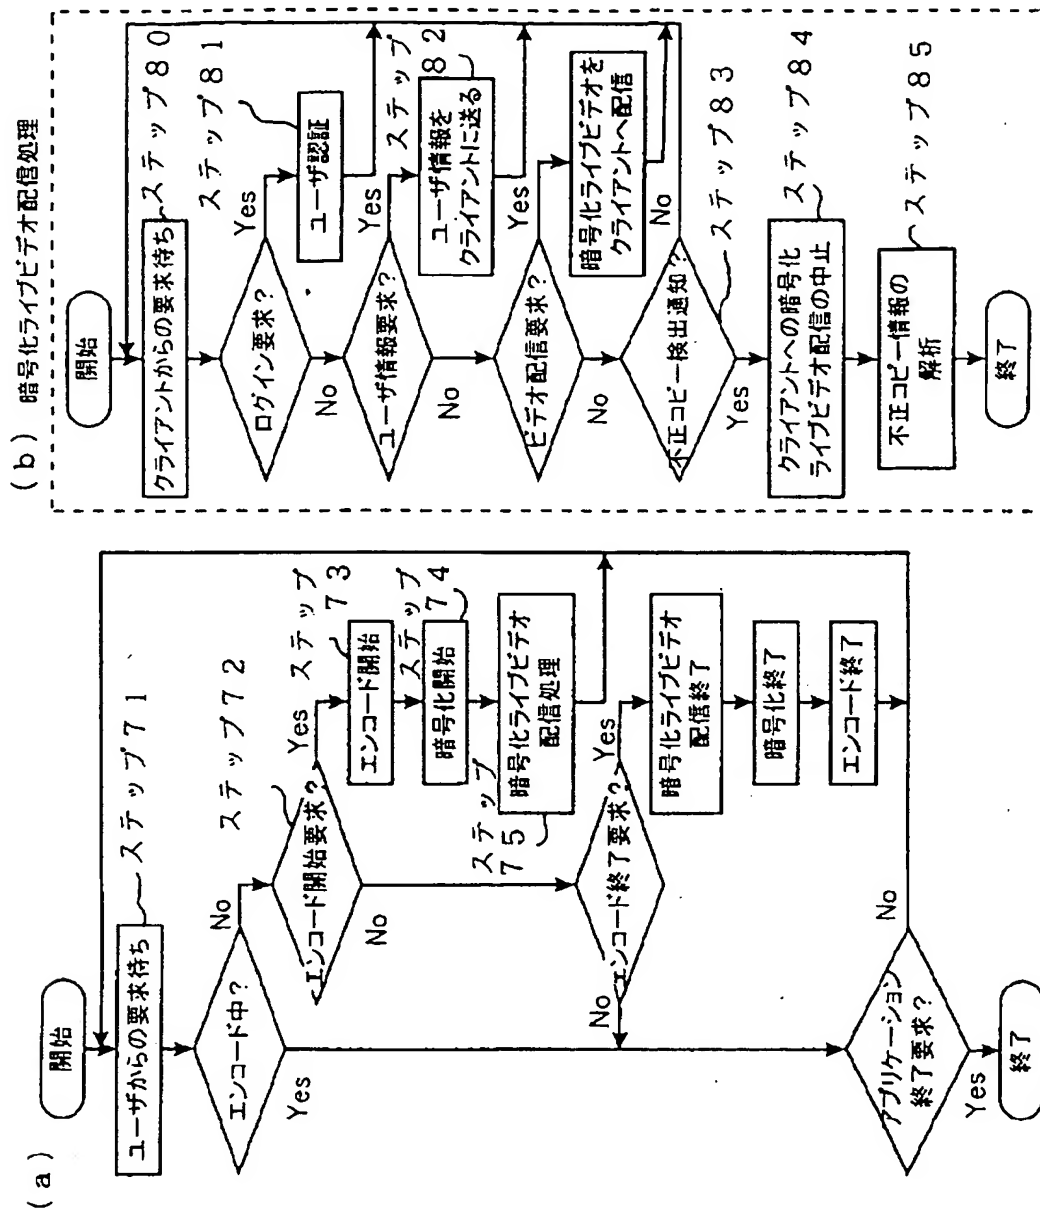 (a)
開始
ユーザからの要求待ち
ステップ71
エンコード中?
No
Yes
ステップ72
エンコード開始要求?
Yes
No
ステップ
73
エンコード開始
ステップ
74
暗号化開始
ステップ
75
暗号化ライブビデオ
配信処理
エンコード終了要求?
Yes
No
暗号化ライブビデオ
配信終了
暗号化終了
エンコード終了
アプリケーション
終了要求?
No
Yes
終了
(b) 暗号化ライブビデオ配信処理
開始
クライアントからの要求待ち
ステップ80
ログイン要求?
Yes
No
ステップ81
ユーザ認証
ユーザ情報要求?
Yes
No
ステップ
82
ユーザ情報を
クライアントに送る
ビデオ配信要求?
Yes
No
暗号化ライブビデオを
クライアントへ配信
不正コピー検出通知?
No
Yes
ステップ83
クライアントへの暗号化
ライブビデオ配信の中止
ステップ84
不正コピー情報の
解析
ステップ85
終了